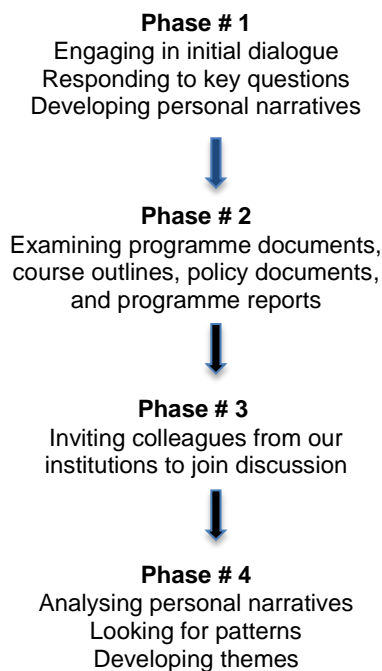 Phase # 1
Engaging in initial dialogue
Responding to key questions
Developing personal narratives
Phase # 2
Examining programme documents,
course outlines, policy documents,
and programme reports
Phase # 3
Inviting colleagues from our
institutions to join discussion
Phase # 4
Analysing personal narratives
Looking for patterns
Developing themes